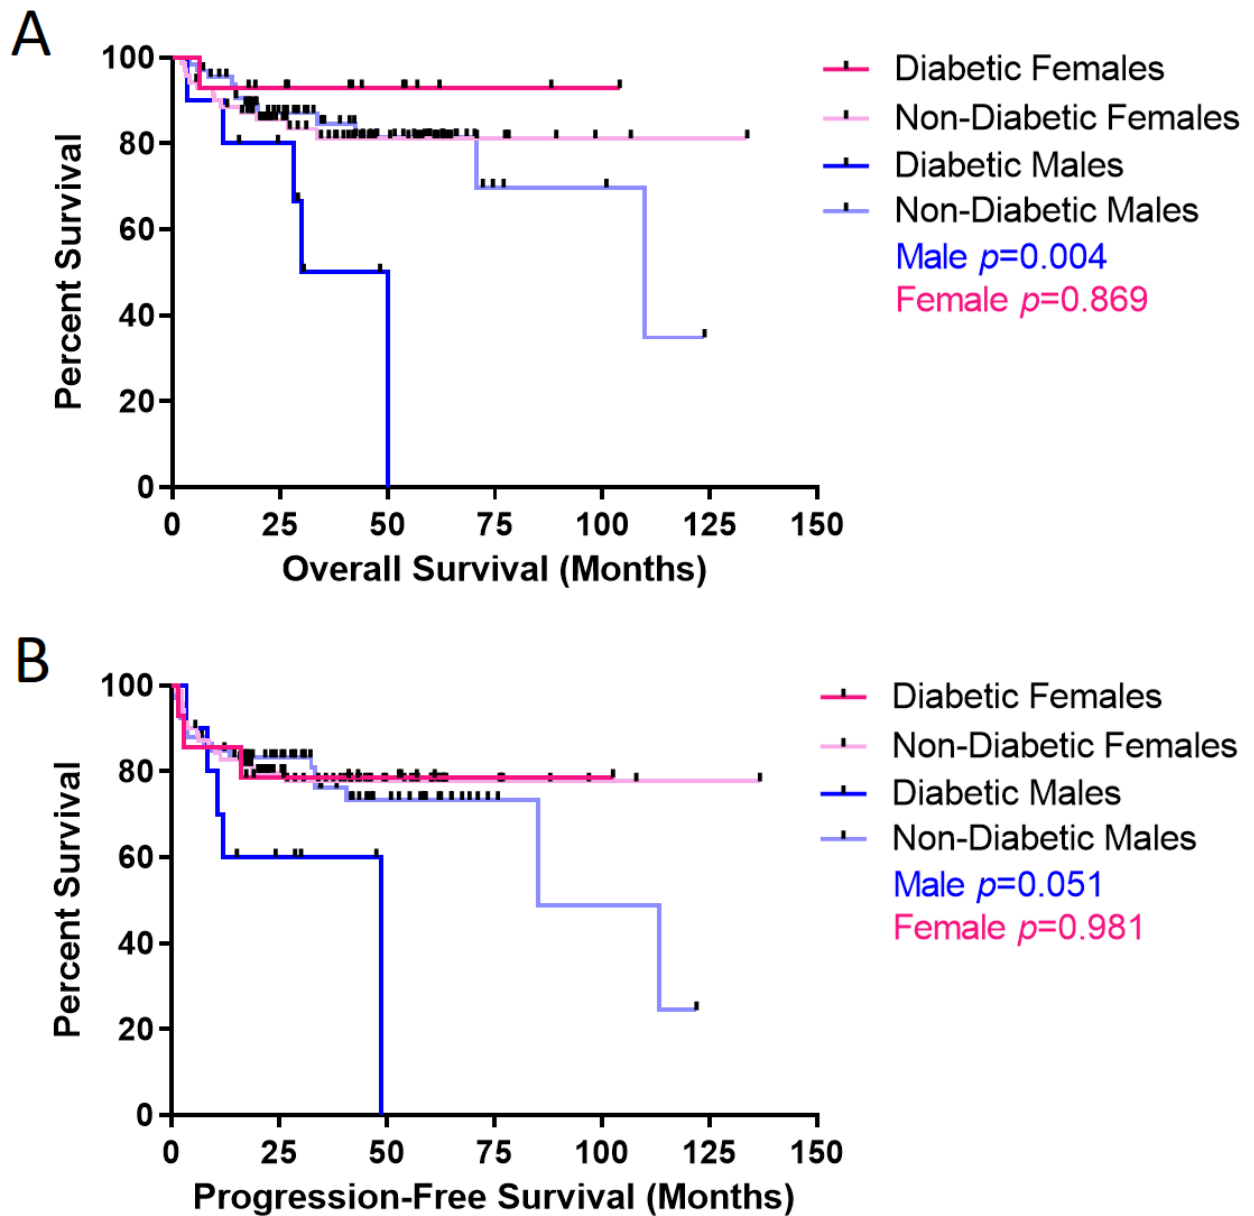 A
100
80
60
40
20
0
Percent Survival
0 25 50 75 100 125 150
Overall Survival (Months)
Diabetic Females
Non-Diabetic Females
Diabetic Males
Non-Diabetic Males
Male p=0.004
Female p=0.869
B
100
80
60
40
20
0
Percent Survival
0 25 50 75 100 125 150
Progression-Free Survival (Months)
Diabetic Females
Non-Diabetic Females
Diabetic Males
Non-Diabetic Males
Male p=0.051
Female p=0.981